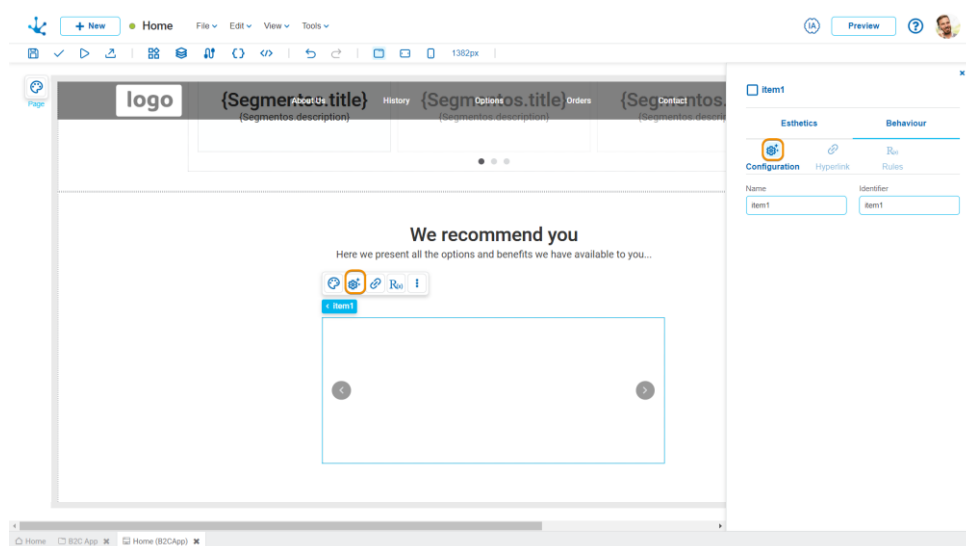 + New
Home
File
Edit
View
Tools
IA
Preview
?
1382px
Page
logo
{Segmentos.title}
About Us
History
{Segmentos.title}
Options
Orders
{Segmentos.
Contact
{Segmentos.description}
{Segmentos.description}
{Segmentos.descri
We recommend you
Here we present all the options and benefits we have available to you...
R(x)
< item1
item1
Esthetics
Behaviour
R(x)
Configuration
Hyperlink
Rules
Name
Identifier
item1
item1
Home
B2C App
Home (B2CApp)